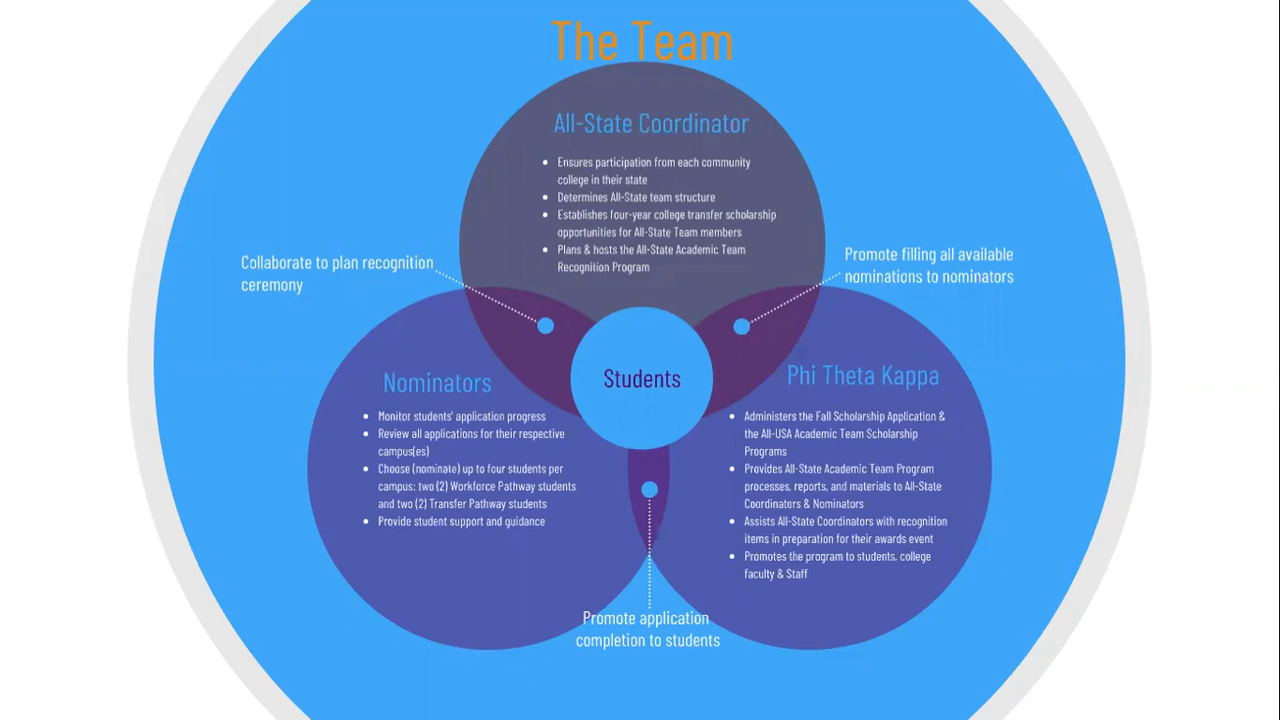 The Team
All-State Coordinator
Ensures participation from each community
college in their state
Determines All-State team structure
Establishes four-year college transfer scholarship
opportunities for All-State Team members
Plans & hosts the All-State Academic Team
Recognition Program
Collaborate to plan recognition
ceremony
Promote filling all available
nominations to nominators
Students
Nominators
Monitor students' application progress
Review all applications for their respective
campus(es)
Choose (nominate) up to four students per
campus: two (2) Workforce Pathway students
and two (2) Transfer Pathway students
Provide student support and guidance
Phi Theta Kappa
Administers the Fall Scholarship Application &
the All-USA Academic Team Scholarship
Programs
Provides All-State Academic Team Program
processes, reports, and materials to All-State
Coordinators & Nominators
Assists All-State Coordinators with recognition
items in preparation for their awards event
Promotes the program to students, college
faculty & Staff
Promote application
completion to students